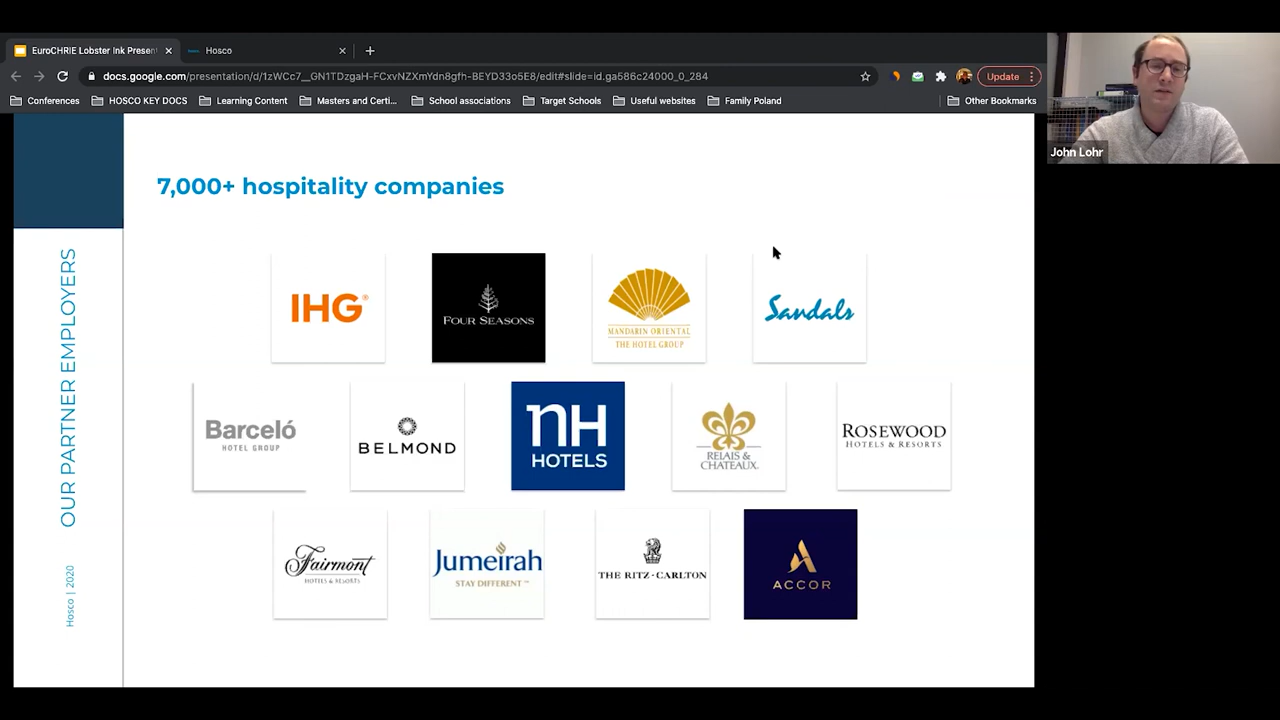 EuroCHRIE Lobster Ink Present
Hosco
docs.google.com/presentation/d/1zWCc7__GN1TDzgaH-FCxvNZXmYdn8gfh-BEYD33o5E8/edit#slide=id.ga586c24000_0_284
Update
Conferences
HOSCO KEY DOCS
Learning Content
Masters and Certi...
School associations
Target Schools
Useful websites
Family Poland
Other Bookmarks
John Lohr
7,000+ hospitality companies
OUR PARTNER EMPLOYERS
Hosco | 2020
IHG®
FOUR SEASONS
MANDARIN ORIENTAL
THE HOTEL GROUP
Sandals
Barceló
HOTEL GROUP
BELMOND
nH
HOTELS
RELAIS &
CHATEAUX
ROSEWOOD
HOTELS & RESORTS
Fairmont
HOTELS & RESORTS
Jumeirah
STAY DIFFERENT™
THE RITZ-CARLTON
ACCOR